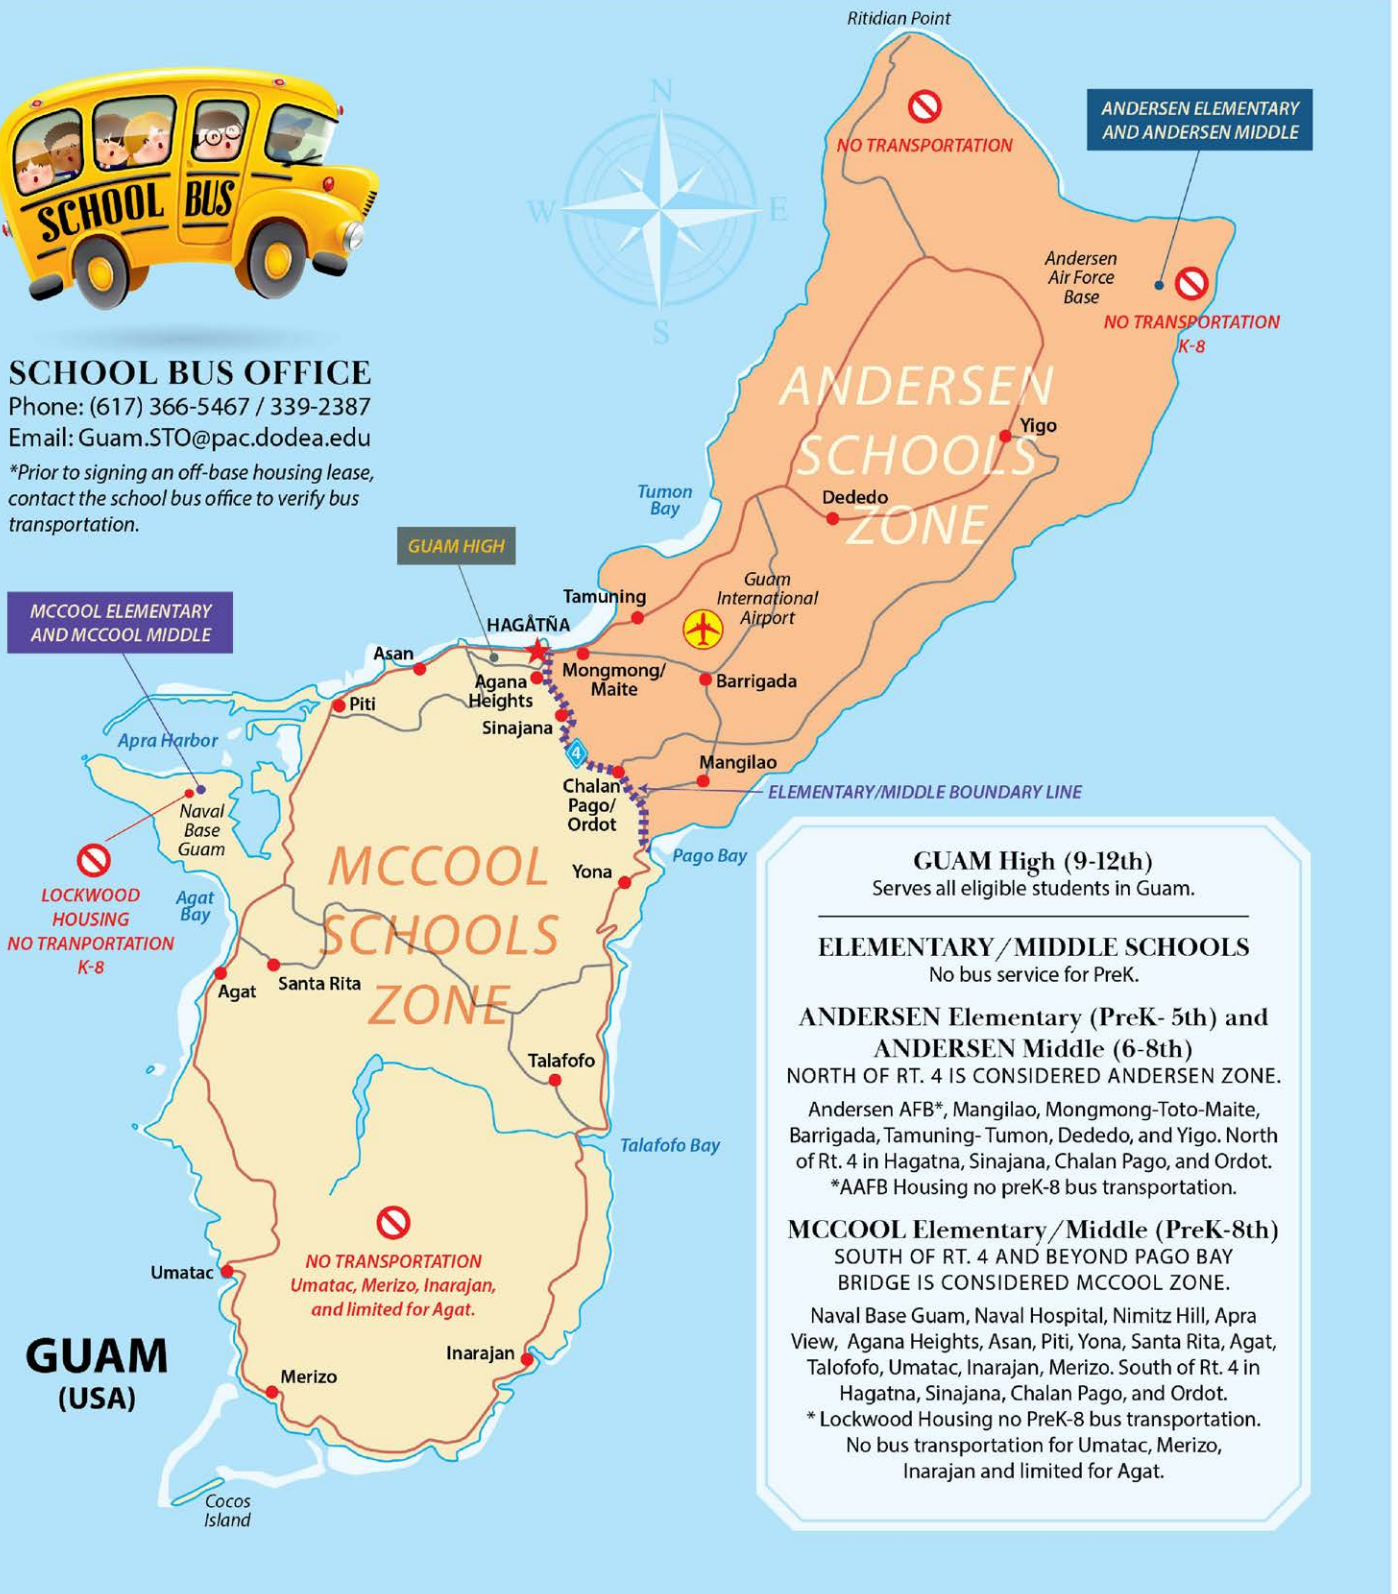 Ritidian Point
N
W
E
S
NO TRANSPORTATION
ANDERSEN ELEMENTARY
AND ANDERSEN MIDDLE
SCHOOL BUS
Andersen
Air Force
Base
NO TRANSPORTATION
K-8
SCHOOL BUS OFFICE
Phone: (617) 366-5467 / 339-2387
Email: Guam.STO@pac.dodea.edu
*Prior to signing an off-base housing lease,
contact the school bus office to verify bus
transportation.
ANDERSEN
SCHOOLS
ZONE
Yigo
Dededo
Tumon
Bay
GUAM HIGH
Guam
International
Airport
Tamuning
HAGÅTÑA
MCCOOL ELEMENTARY
AND MCCOOL MIDDLE
Asan
Mongmong/
Maite
Agana
Heights
Barrigada
Piti
Sinajana
Apra Harbor
4
Mangilao
Chalan
Pago/
Ordot
ELEMENTARY/MIDDLE BOUNDARY LINE
Naval
Base
Guam
Pago Bay
Yona
MCCOOL
SCHOOLS
ZONE
LOCKWOOD
HOUSING
NO TRANPORTATION
K-8
Agat
Bay
Agat
Santa Rita
Talafofo
Talafofo Bay
NO TRANSPORTATION
Umatac, Merizo, Inarajan,
and limited for Agat.
Umatac
GUAM
(USA)
Inarajan
Merizo
Cocos
Island
GUAM High (9-12th)
Serves all eligible students in Guam.
ELEMENTARY/MIDDLE SCHOOLS
No bus service for PreK.
ANDERSEN Elementary (PreK- 5th) and
ANDERSEN Middle (6-8th)
NORTH OF RT. 4 IS CONSIDERED ANDERSEN ZONE.
Andersen AFB*, Mangilao, Mongmong-Toto-Maite,
Barrigada, Tamuning- Tumon, Dededo, and Yigo. North
of Rt. 4 in Hagatna, Sinajana, Chalan Pago, and Ordot.
*AAFB Housing no preK-8 bus transportation.
MCCOOL Elementary/Middle (PreK-8th)
SOUTH OF RT. 4 AND BEYOND PAGO BAY
BRIDGE IS CONSIDERED MCCOOL ZONE.
Naval Base Guam, Naval Hospital, Nimitz Hill, Apra
View, Agana Heights, Asan, Piti, Yona, Santa Rita, Agat,
Talofofo, Umatac, Inarajan, Merizo. South of Rt. 4 in
Hagatna, Sinajana, Chalan Pago, and Ordot.
* Lockwood Housing no PreK-8 bus transportation.
No bus transportation for Umatac, Merizo,
Inarajan and limited for Agat.